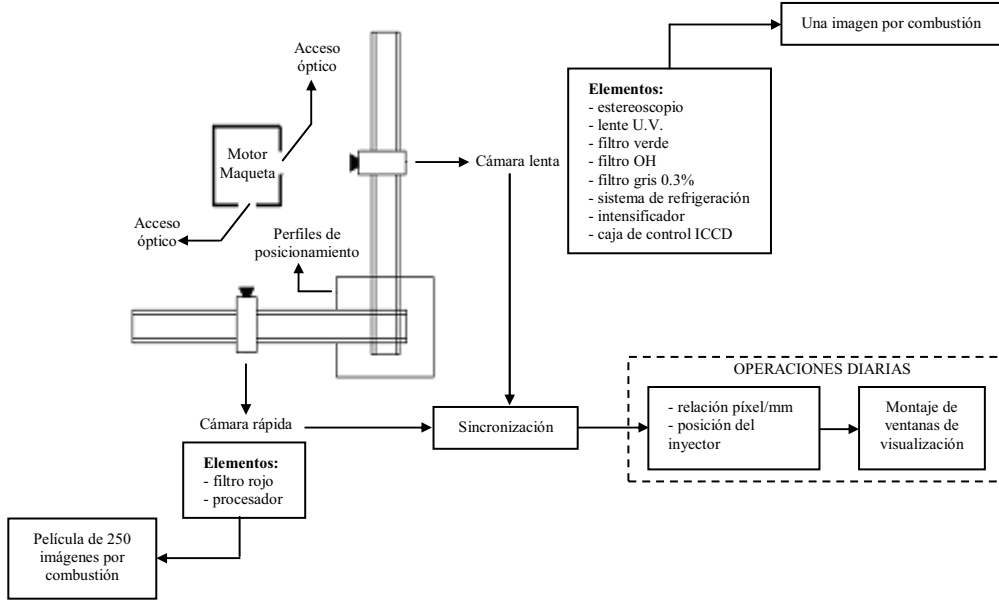 Una imagen por combustión
Acceso
óptico
Elementos:
- estereoscopio
- lente U.V.
- filtro verde
- filtro OH
- filtro gris 0.3%
- sistema de refrigeración
- intensificador
- caja de control ICCD
Motor
Maqueta
Cámara lenta
Acceso
óptico
Perfiles de
posicionamiento
OPERACIONES DIARIAS
- relación píxel/mm
- posición del
inyector
Montaje de
ventanas de
visualización
Sincronización
Cámara rápida
Elementos:
- filtro rojo
- procesador
Película de 250
imágenes por
combustión